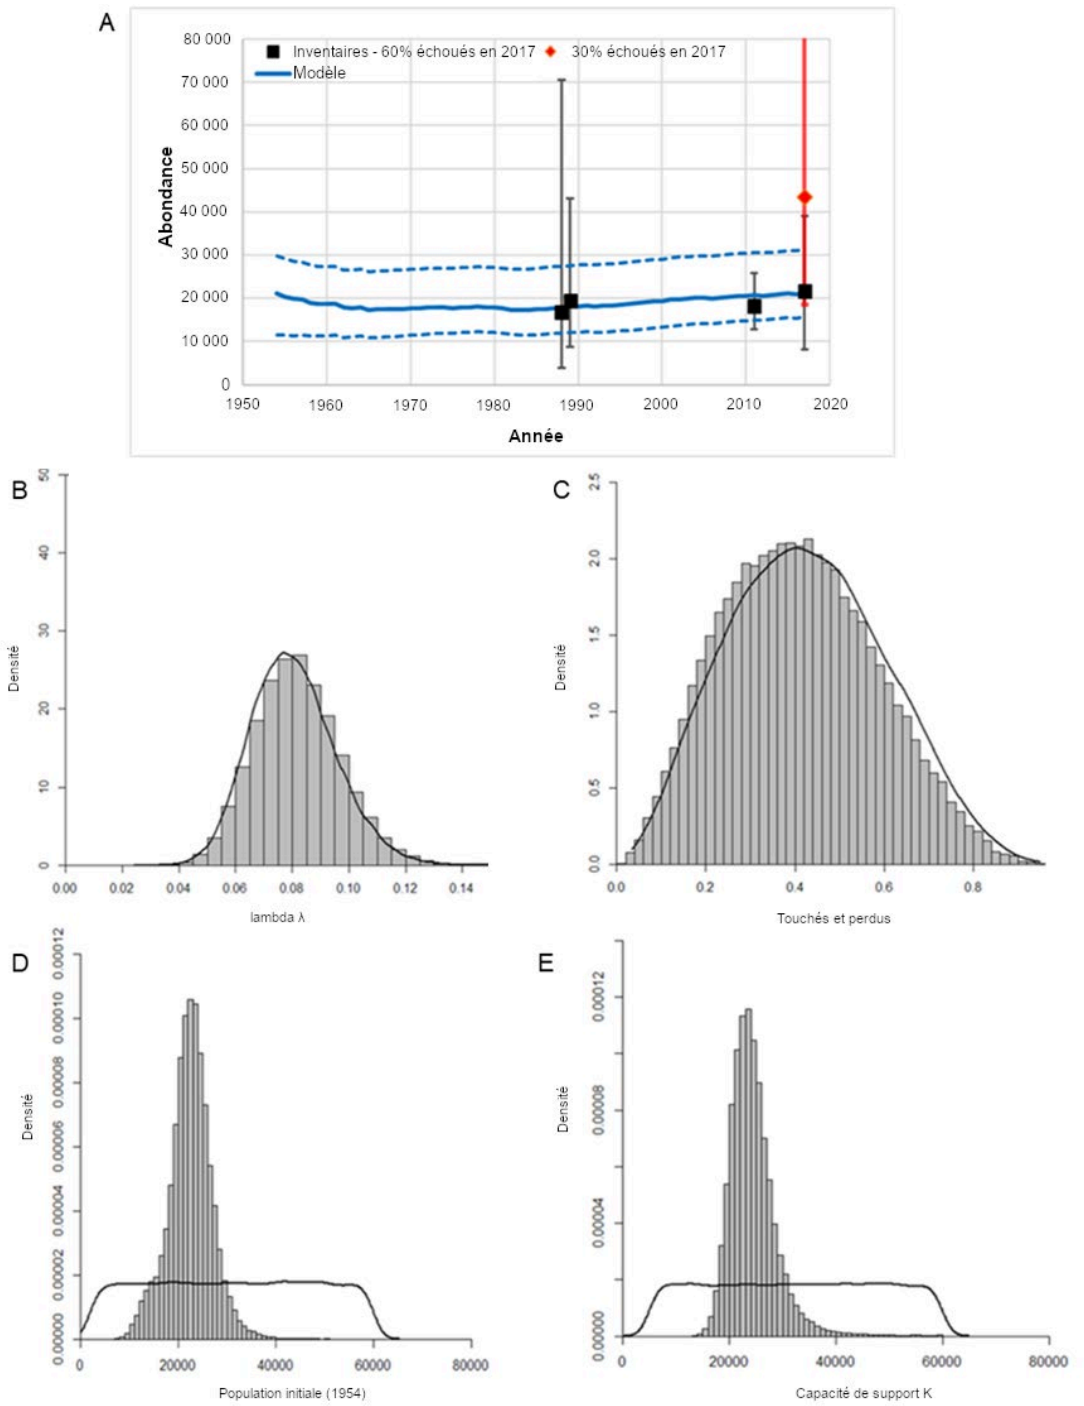 A
80 000
Inventaires - 60% échoués en 2017
30% échoués en 2017
Modèle
70 000
60 000
50 000
40 000
30 000
20 000
10 000
0
Abondance
1950 1960 1970 1980 1990 2000 2010 2020
Année
B
50
40
30
20
10
0
Densité
0.00 0.02 0.04 0.06 0.08 0.10 0.12 0.14
lambda λ
C
2.5
2.0
1.5
1.0
0.5
0.0
Densité
0.0 0.2 0.4 0.6 0.8
Touchés et perdus
D
0.00012
0.00010
0.00008
0.00006
0.00004
0.00002
0.00000
Densité
0 20000 40000 60000 80000
Population initiale (1954)
E
0.00012
0.00008
0.00004
0.00000
Densité
0 20000 40000 60000 80000
Capacité de support K